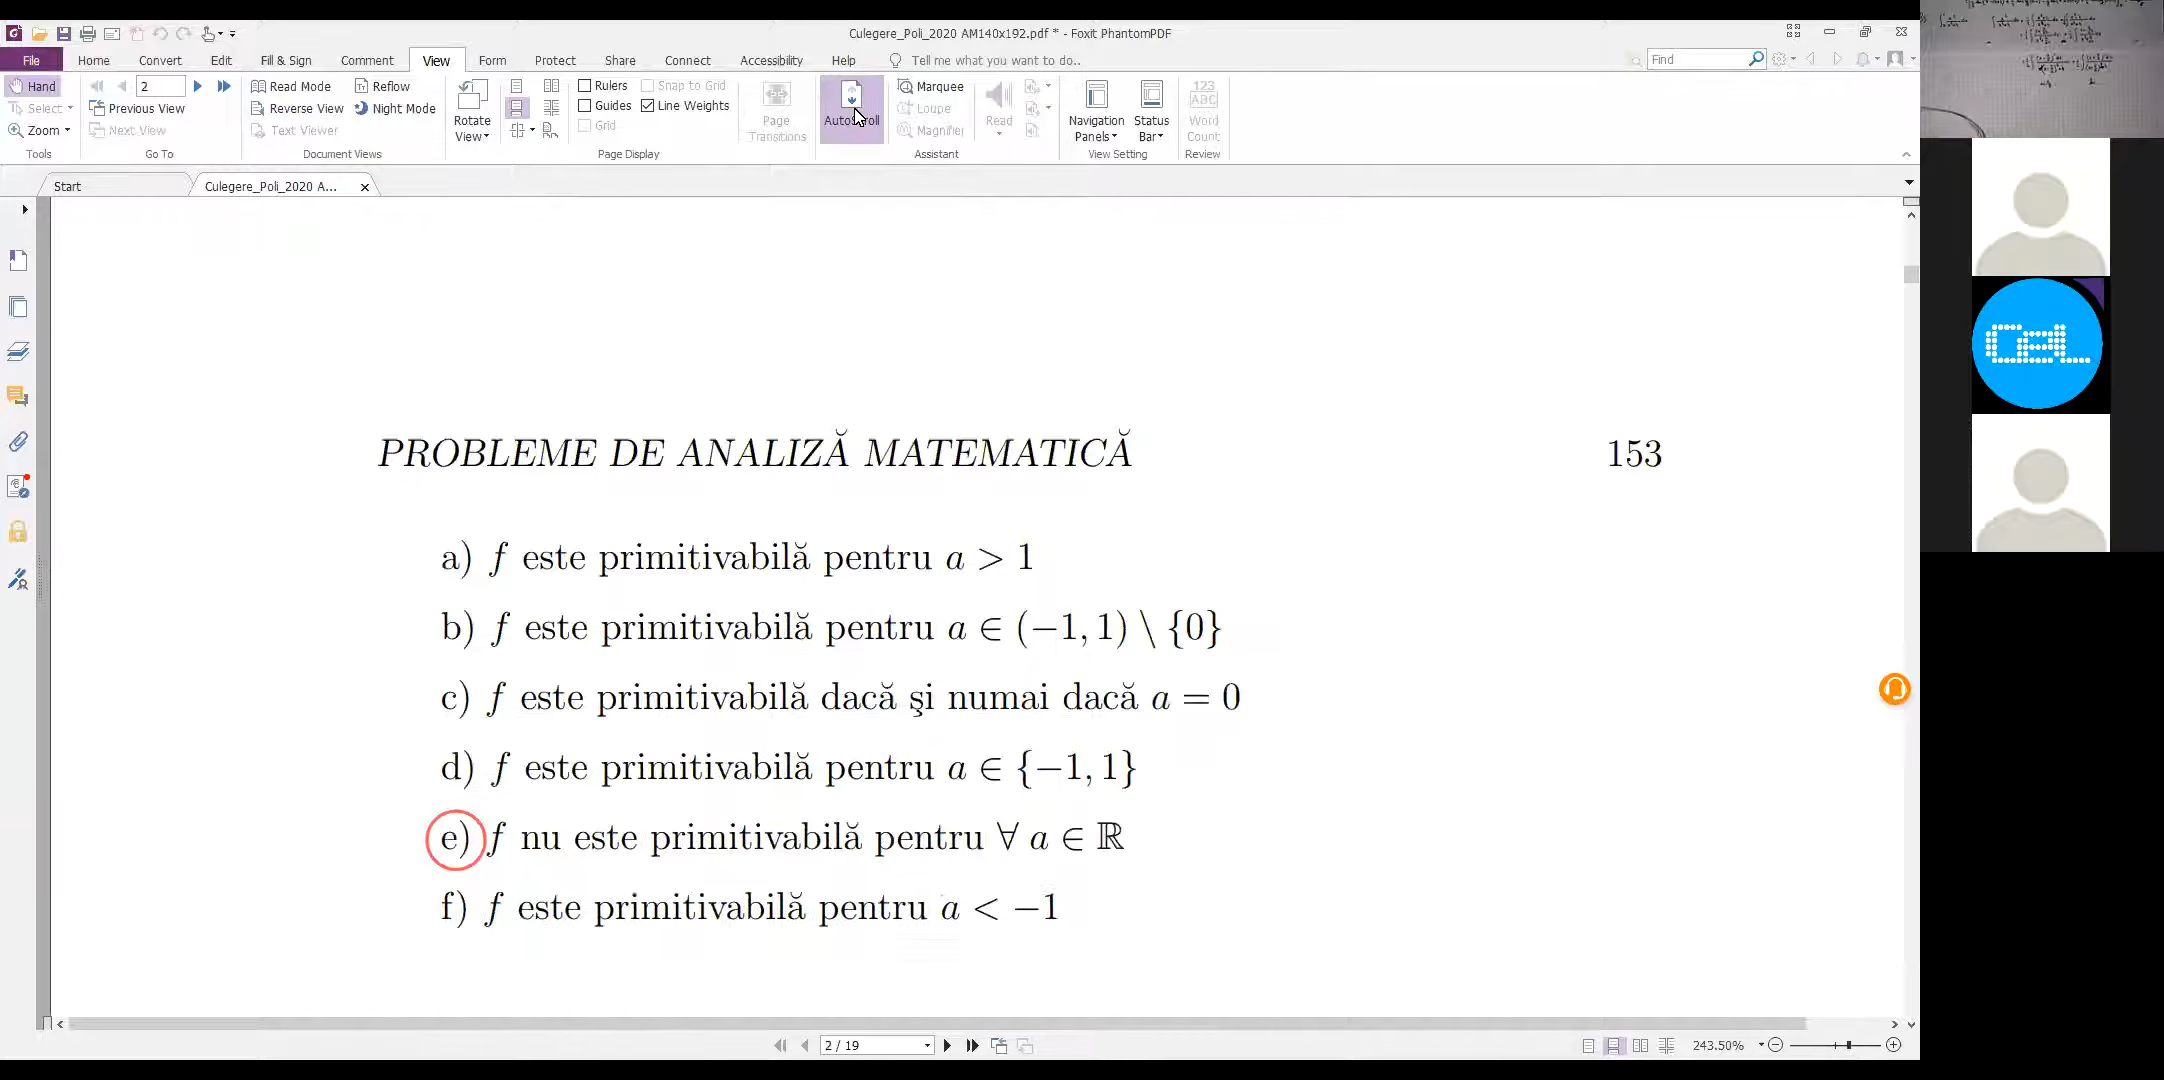 Culegere_Poli_2020 AM140x192.pdf * - Foxit PhantomPDF
File Home Convert Edit Fill & Sign Comment View Form Protect Share Connect Accessibility Help Tell me what you want to do.. Find
Hand 2 Read Mode Reflow Rulers Snap to Grid Marquee 123
Select Previous View Reverse View Night Mode Guides Line Weights Loupe ABC
Zoom Next View Text Viewer Rotate View Grid Page Transitions AutoScroll Magnifier Read Navigation Panels Status Bar Word Count
Tools Go To Document Views Page Display Assistant View Setting Review
Start Culegere_Poli_2020 A... ×
PROBLEME DE ANALIZĂ MATEMATICĂ 153
a) f este primitivabilă pentru a > 1
b) f este primitivabilă pentru a ∈ (−1, 1) \ {0}
c) f este primitivabilă dacă şi numai dacă a = 0
d) f este primitivabilă pentru a ∈ {−1, 1}
e) f nu este primitivabilă pentru ∀ a ∈ ℝ
f) f este primitivabilă pentru a < −1
2 / 19 243.50%
CEL